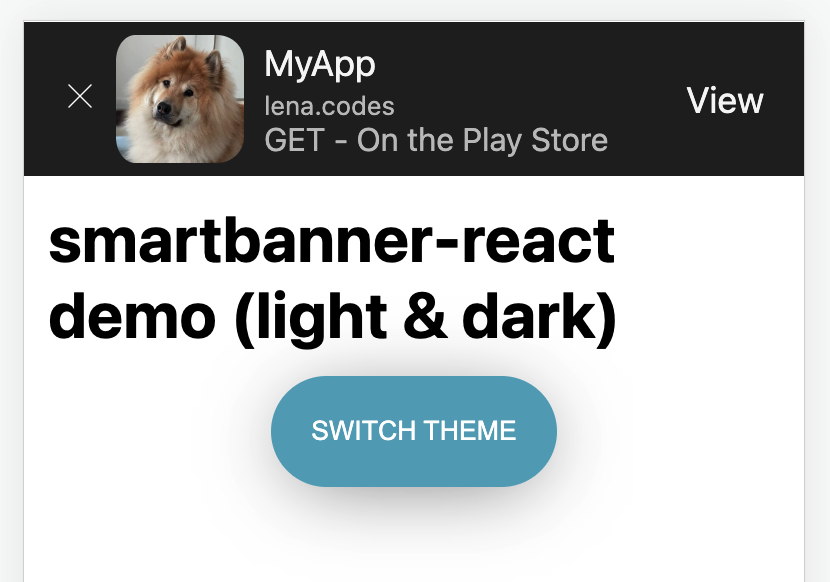 MyApp
lena.codes
GET - On the Play Store
View
smartbanner-react
demo (light & dark)
SWITCH THEME